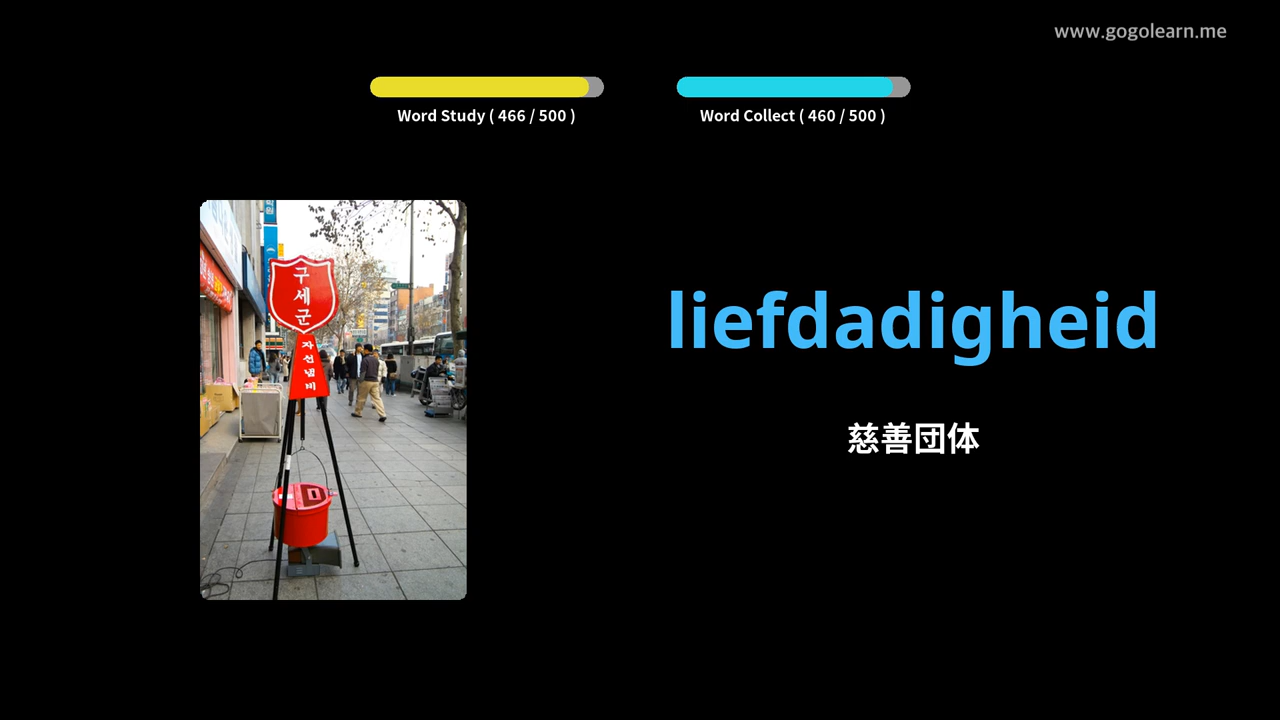 www.gogolearn.me
Word Study ( 466 / 500 )
Word Collect ( 460 / 500 )
구
세
군
자
선
냄
비
liefdadigheid
慈善団体